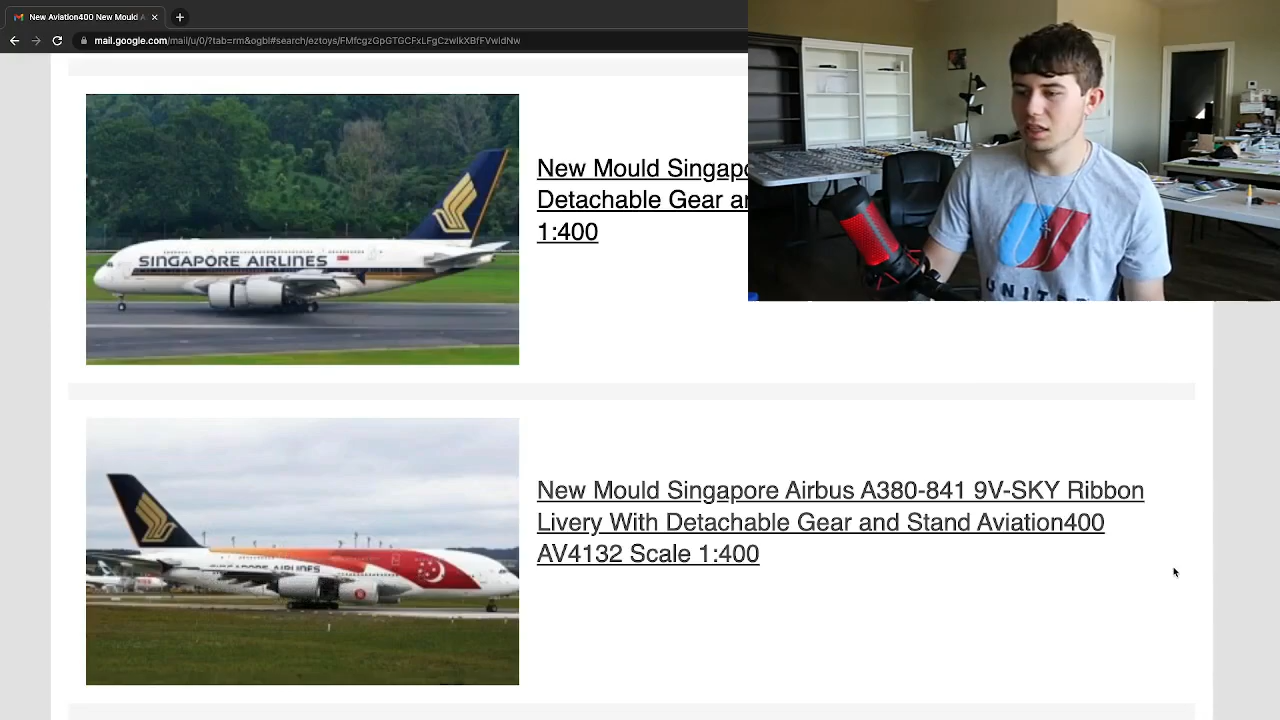 New Aviation400 New Mould A
mail.google.com/mail/u/0/?tab=rm&ogbl#search/eztoys/FMfcgzGpGTGCFxLFgCzwlkXBfFVwldNw
SINGAPORE AIRLINES
New Mould Singapo
Detachable Gear an
1:400
UNITED
SINGAPORE AIRLINES
New Mould Singapore Airbus A380-841 9V-SKY Ribbon
Livery With Detachable Gear and Stand Aviation400
AV4132 Scale 1:400